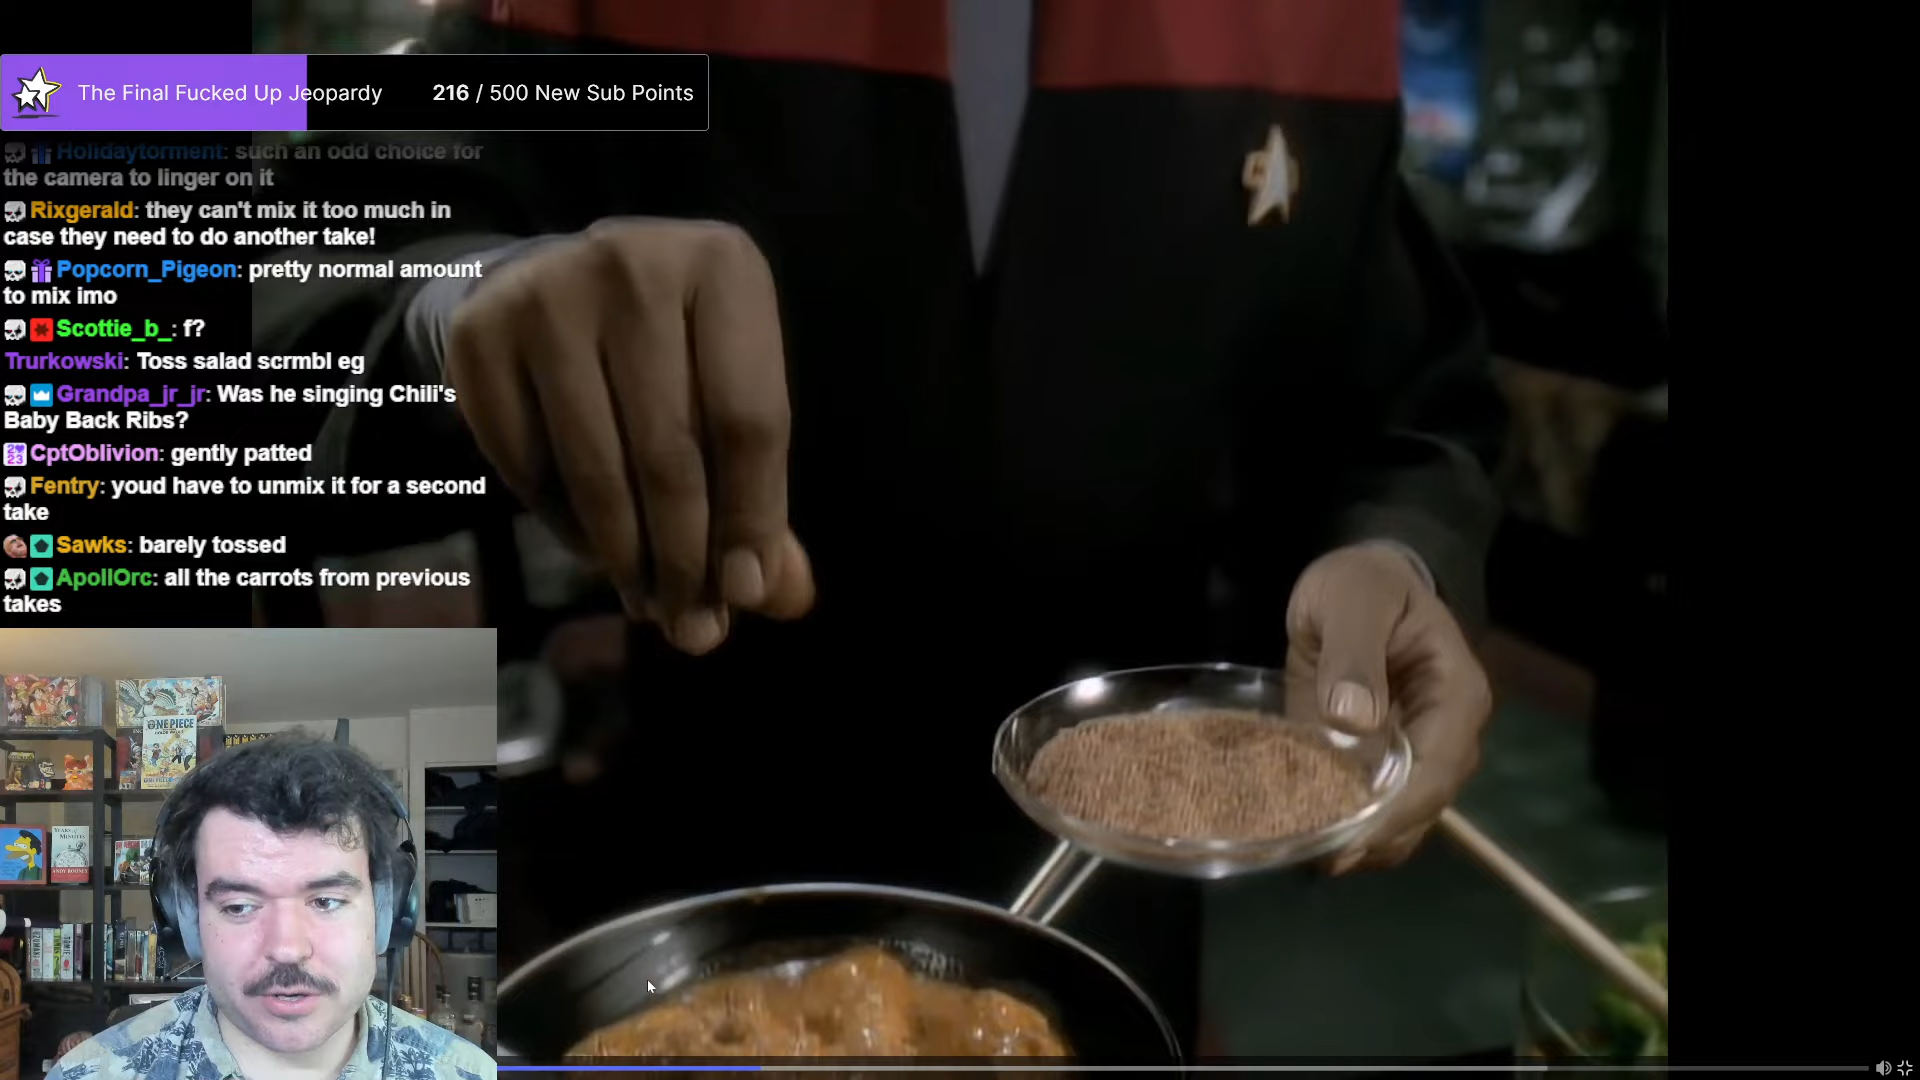 The Final Fucked Up Jeopardy 216 / 500 New Sub Points
Holidaytorment: such an odd choice for
the camera to linger on it
Rixgerald: they can't mix it too much in
case they need to do another take!
Popcorn_Pigeon: pretty normal amount
to mix imo
Scottie_b_: f?
Trurkowski: Toss salad scrmbl eg
Grandpa_jr_jr: Was he singing Chili's
Baby Back Ribs?
CptOblivion: gently patted
Fentry: youd have to unmix it for a second
take
Sawks: barely tossed
ApollOrc: all the carrots from previous
takes
ONE PIECE